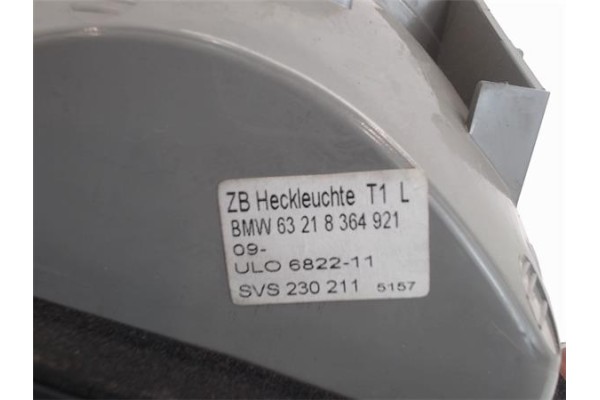 ZB Heckleuchte T1 L
BMW 63 21 8 364 921
09-
ULO 6822-11
SVS 230 211 5157